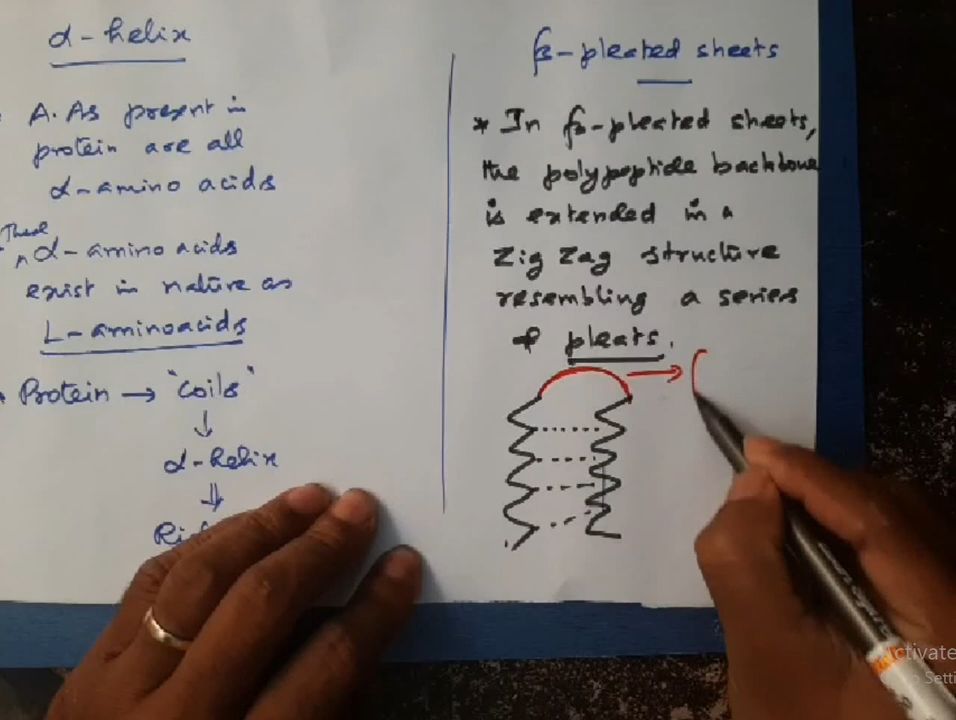 α-helix
A.As present in
protein are all
α-amino acids
These
α-amino acids
exist in nature as
L-aminoacids
Protein → "coils"
↓
α-helix
⇓
β-pleated sheets
* In β-pleated sheets,
the polypeptide backbone
is extended in a
Zig Zag structure
resembling a series
of pleats.
Activate